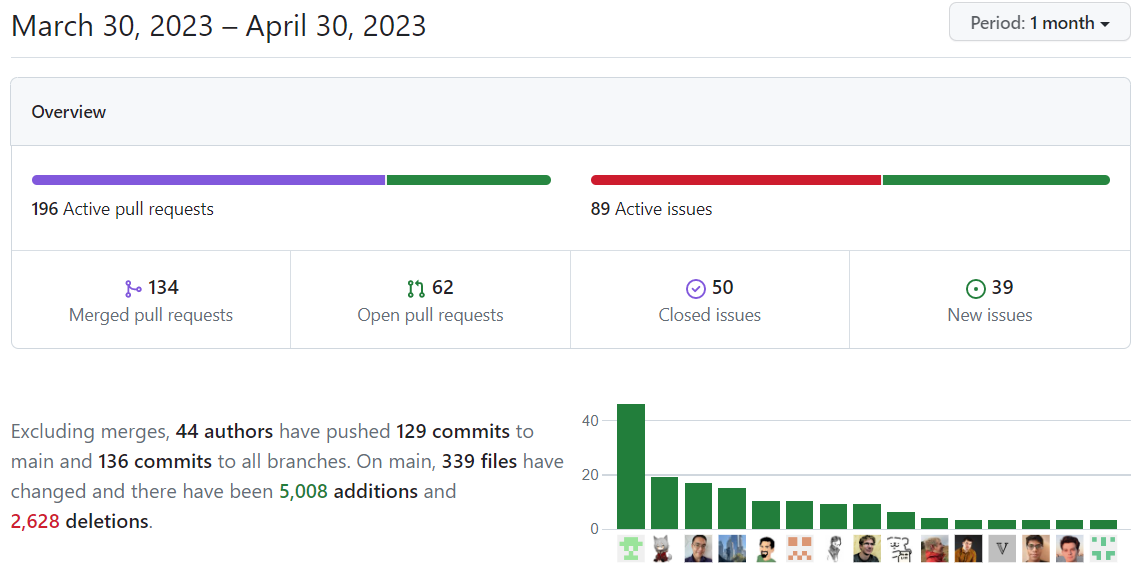 March 30, 2023 – April 30, 2023
Period: 1 month
Overview
196 Active pull requests
89 Active issues
134
Merged pull requests
62
Open pull requests
50
Closed issues
39
New issues
Excluding merges, 44 authors have pushed 129 commits to
main and 136 commits to all branches. On main, 339 files have
changed and there have been 5,008 additions and
2,628 deletions.
40
20
0
V